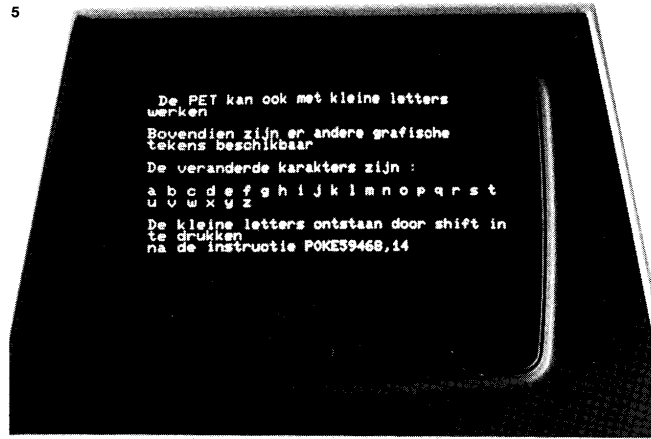 5
De PET kan ook met kleine letters
werken
Bovendien zijn er andere grafische
tekens beschikbaar
De veranderde karakters zijn :
a b c d e f g h i j k l m n o p q r s t
u v w x y z
De kleine letters ontstaan door shift in
te drukken
na de instructie POKE59468,14